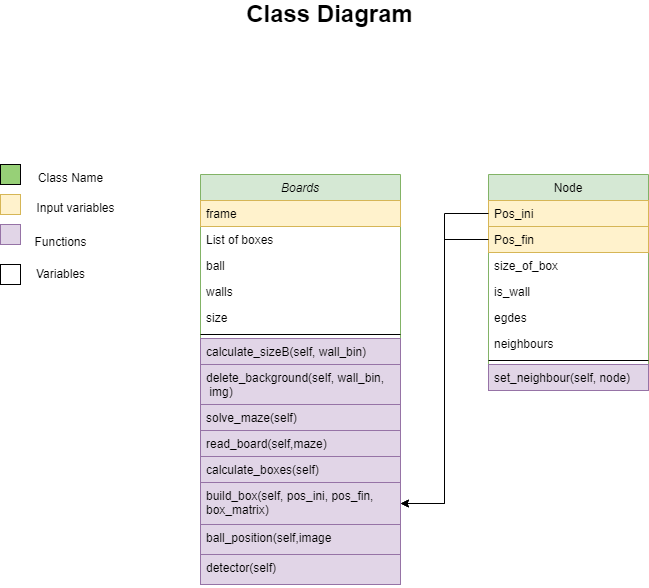 Class Diagram
Class Name
Input variables
Functions
Variables
Boards
frame
List of boxes
ball
walls
size
calculate_sizeB(self, wall_bin)
delete_background(self, wall_bin,
img)
solve_maze(self)
read_board(self,maze)
calculate_boxes(self)
build_box(self, pos_ini, pos_fin,
box_matrix)
ball_position(self,image
detector(self)
Node
Pos_ini
Pos_fin
size_of_box
is_wall
egdes
neighbours
set_neighbour(self, node)